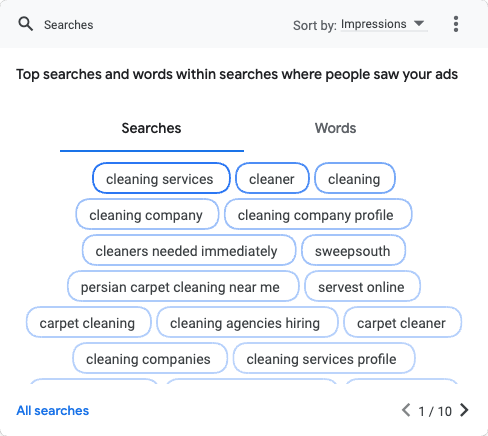 Searches
Sort by: Impressions
Top searches and words within searches where people saw your ads
Searches
Words
cleaning services
cleaner
cleaning
cleaning company
cleaning company profile
cleaners needed immediately
sweepsouth
persian carpet cleaning near me
servest online
carpet cleaning
cleaning agencies hiring
carpet cleaner
cleaning companies
cleaning services profile
All searches
1 / 10